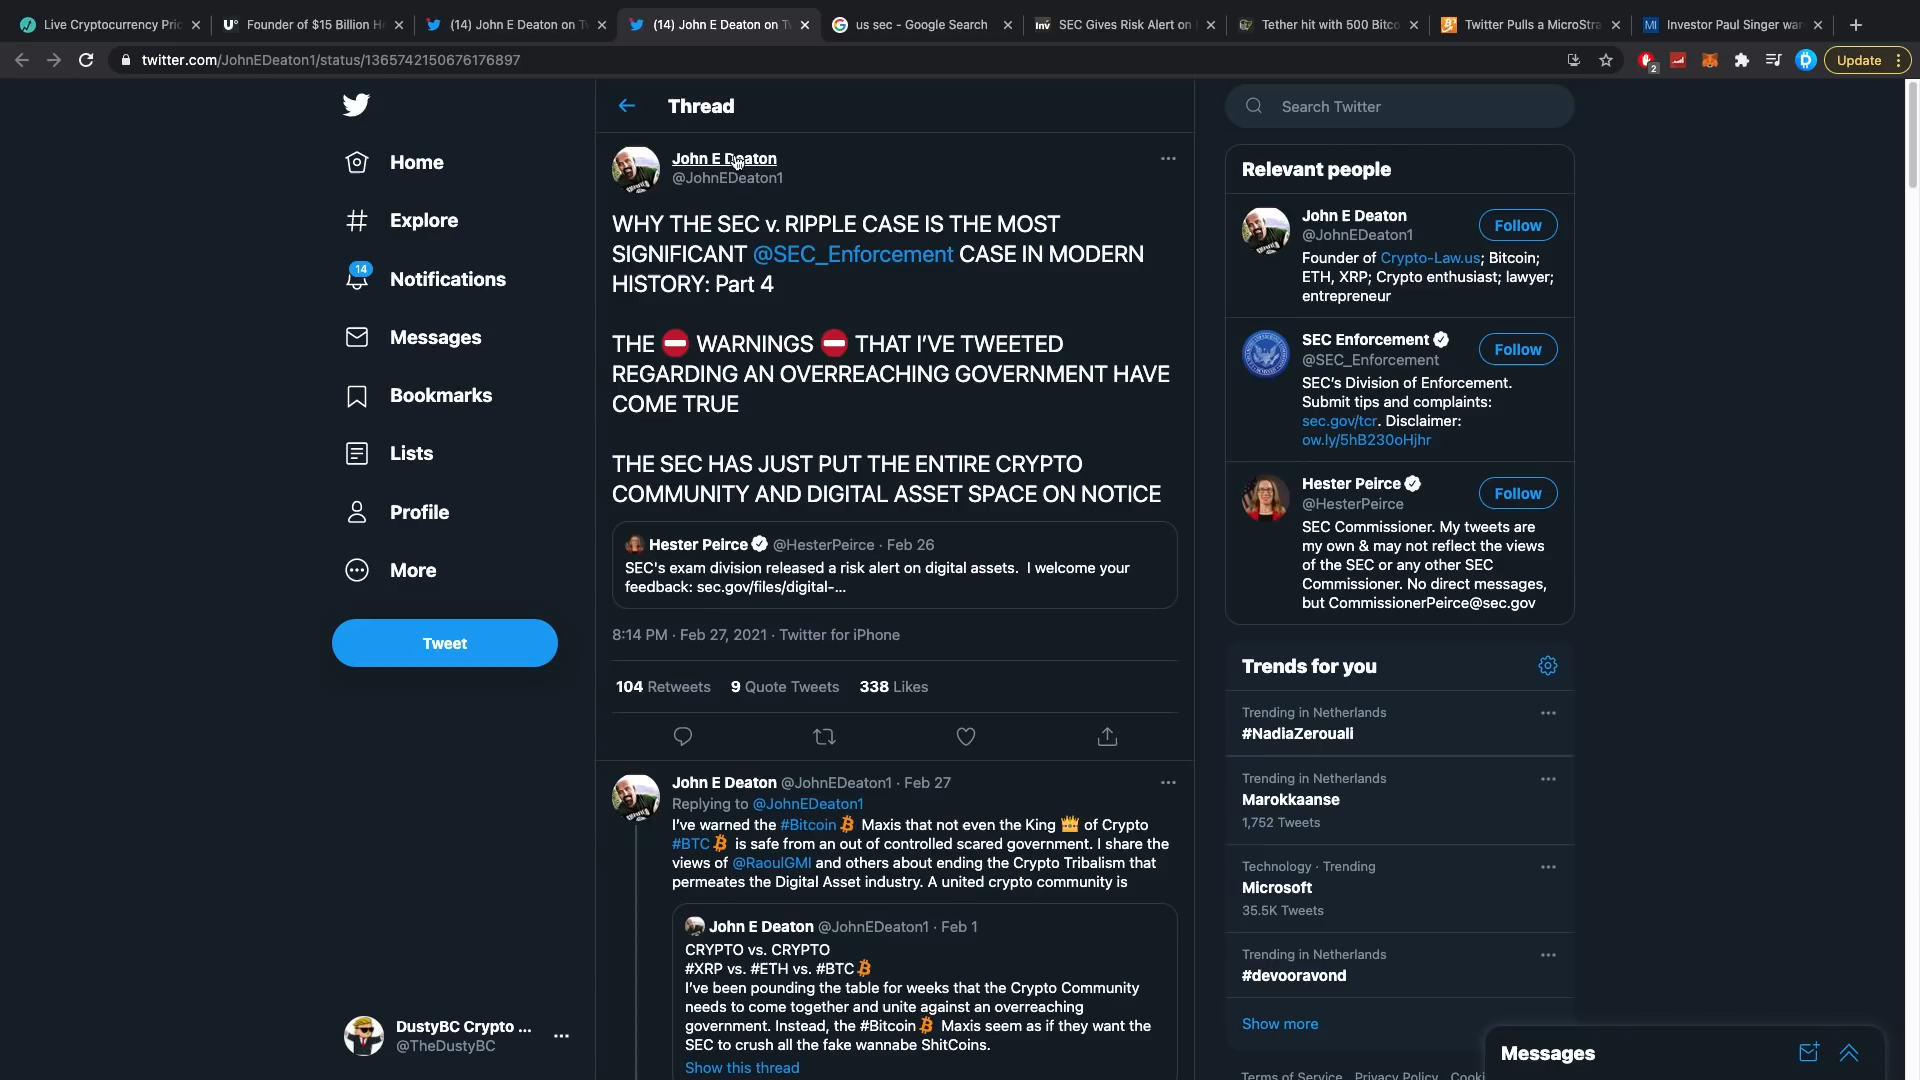 Live Cryptocurrency Pric
Founder of $15 Billion He
(14) John E Deaton on Tw
(14) John E Deaton on Tw
us sec - Google Search
SEC Gives Risk Alert on
Tether hit with 500 Bitco
Twitter Pulls a MicroStra
Investor Paul Singer war
twitter.com/JohnEDeaton1/status/1365742150676176897
2
Update
Home
Explore
14
Notifications
Messages
Bookmarks
Lists
Profile
More
Tweet
DustyBC Crypto ...
@TheDustyBC
Thread
John E Deaton
@JohnEDeaton1
WHY THE SEC v. RIPPLE CASE IS THE MOST
SIGNIFICANT @SEC_Enforcement CASE IN MODERN
HISTORY: Part 4
THE ⛔ WARNINGS ⛔ THAT I'VE TWEETED
REGARDING AN OVERREACHING GOVERNMENT HAVE
COME TRUE
THE SEC HAS JUST PUT THE ENTIRE CRYPTO
COMMUNITY AND DIGITAL ASSET SPACE ON NOTICE
Hester Peirce @HesterPeirce · Feb 26
SEC's exam division released a risk alert on digital assets. I welcome your
feedback: sec.gov/files/digital-...
8:14 PM · Feb 27, 2021 · Twitter for iPhone
104 Retweets 9 Quote Tweets 338 Likes
John E Deaton @JohnEDeaton1 · Feb 27
Replying to @JohnEDeaton1
I've warned the #Bitcoin Maxis that not even the King 👑 of Crypto
#BTC is safe from an out of controlled scared government. I share the
views of @RaoulGMI and others about ending the Crypto Tribalism that
permeates the Digital Asset industry. A united crypto community is
John E Deaton @JohnEDeaton1 · Feb 1
CRYPTO vs. CRYPTO
#XRP vs. #ETH vs. #BTC
I've been pounding the table for weeks that the Crypto Community
needs to come together and unite against an overreaching
government. Instead, the #Bitcoin Maxis seem as if they want the
SEC to crush all the fake wannabe ShitCoins.
Show this thread
Search Twitter
Relevant people
John E Deaton
@JohnEDeaton1
Follow
Founder of Crypto-Law.us; Bitcoin;
ETH, XRP; Crypto enthusiast; lawyer;
entrepreneur
SEC Enforcement
@SEC_Enforcement
Follow
SEC's Division of Enforcement.
Submit tips and complaints:
sec.gov/tcr. Disclaimer:
ow.ly/5hB230oHjhr
Hester Peirce
@HesterPeirce
Follow
SEC Commissioner. My tweets are
my own & may not reflect the views
of the SEC or any other SEC
Commissioner. No direct messages,
but CommissionerPeirce@sec.gov
Trends for you
Trending in Netherlands
#NadiaZerouali
Trending in Netherlands
Marokkaanse
1,752 Tweets
Technology · Trending
Microsoft
35.5K Tweets
Trending in Netherlands
#devooravond
Show more
Terms of Service Privacy Policy Cooki
Messages